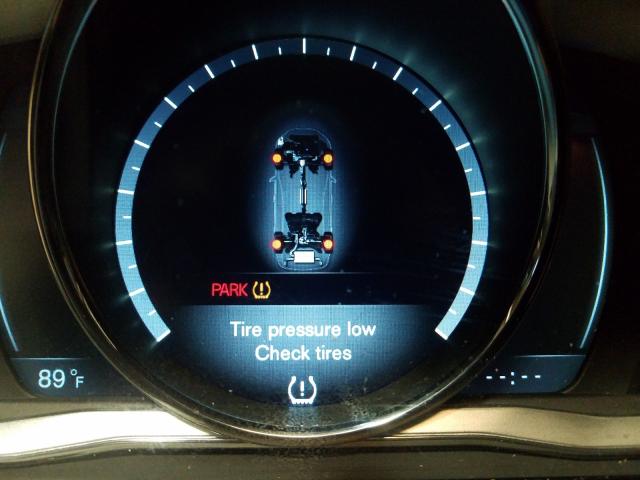 PARK
Tire pressure low
Check tires
89 °F
--:--